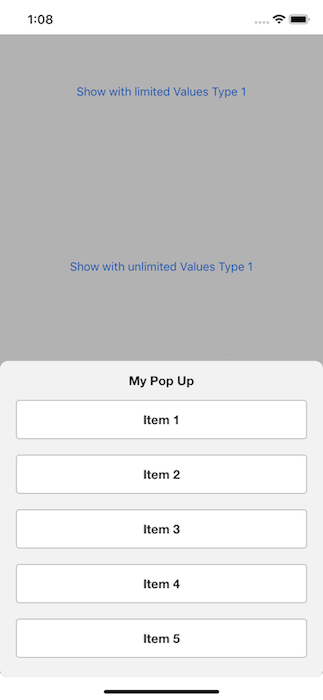 1:08
Show with limited Values Type 1
Show with unlimited Values Type 1
My Pop Up
Item 1
Item 2
Item 3
Item 4
Item 5